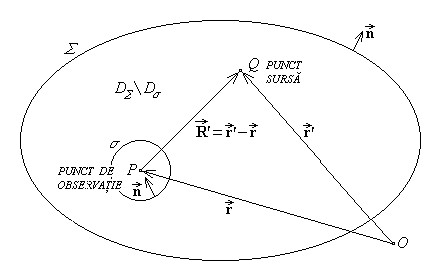 Σ
n⃗
Q PUNCT
SURSĂ
D_Σ\D_σ
R⃗' = r⃗' – r⃗
r⃗'
σ
PUNCT DE P
OBSERVAȚIE
n⃗
r⃗
O